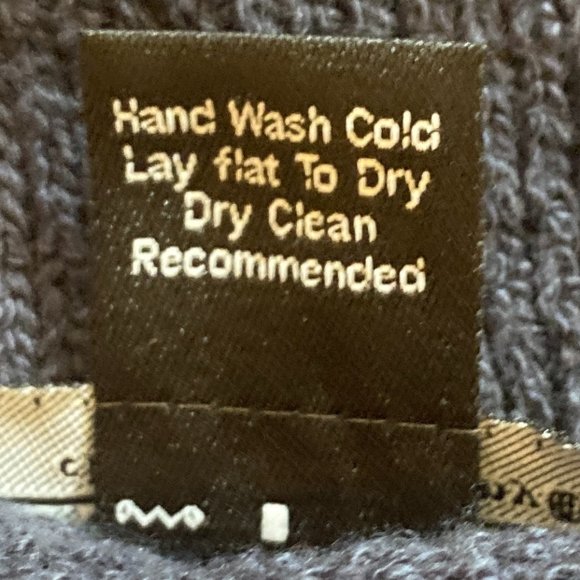 Hand Wash Cold
Lay flat To Dry
Dry Clean
Recommended